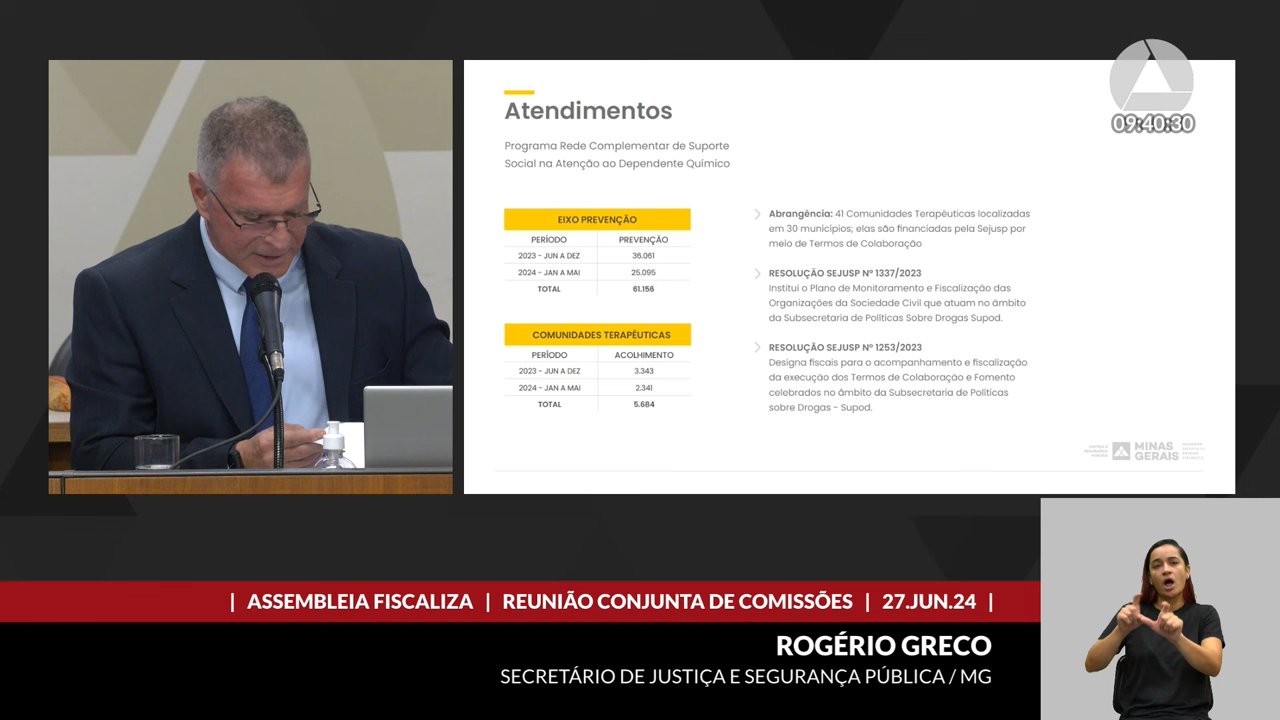 09:40:30
Atendimentos
Programa Rede Complementar de Suporte
Social na Atenção ao Dependente Químico
EIXO PREVENÇÃO
PERÍODO PREVENÇÃO
2023 - JUN A DEZ 36.061
2024 - JAN A MAI 25.095
TOTAL 61.156
COMUNIDADES TERAPÊUTICAS
PERÍODO ACOLHIMENTO
2023 - JUN A DEZ 3.343
2024 - JAN A MAI 2.341
TOTAL 5.684
Abrangência: 41 Comunidades Terapêuticas localizadas
em 30 municípios; elas são financiadas pela Sejusp por
meio de Termos de Colaboração
RESOLUÇÃO SEJUSP Nº 1337/2023
Institui o Plano de Monitoramento e Fiscalização das
Organizações da Sociedade Civil que atuam no âmbito
da Subsecretaria de Políticas Sobre Drogas Supod.
RESOLUÇÃO SEJUSP Nº 1253/2023
Designa fiscais para o acompanhamento e fiscalização
da execução dos Termos de Colaboração e Fomento
celebrados no âmbito da Subsecretaria de Políticas
sobre Drogas - Supod.
MINAS
GERAIS
| ASSEMBLEIA FISCALIZA | REUNIÃO CONJUNTA DE COMISSÕES | 27.JUN.24 |
ROGÉRIO GRECO
SECRETÁRIO DE JUSTIÇA E SEGURANÇA PÚBLICA / MG